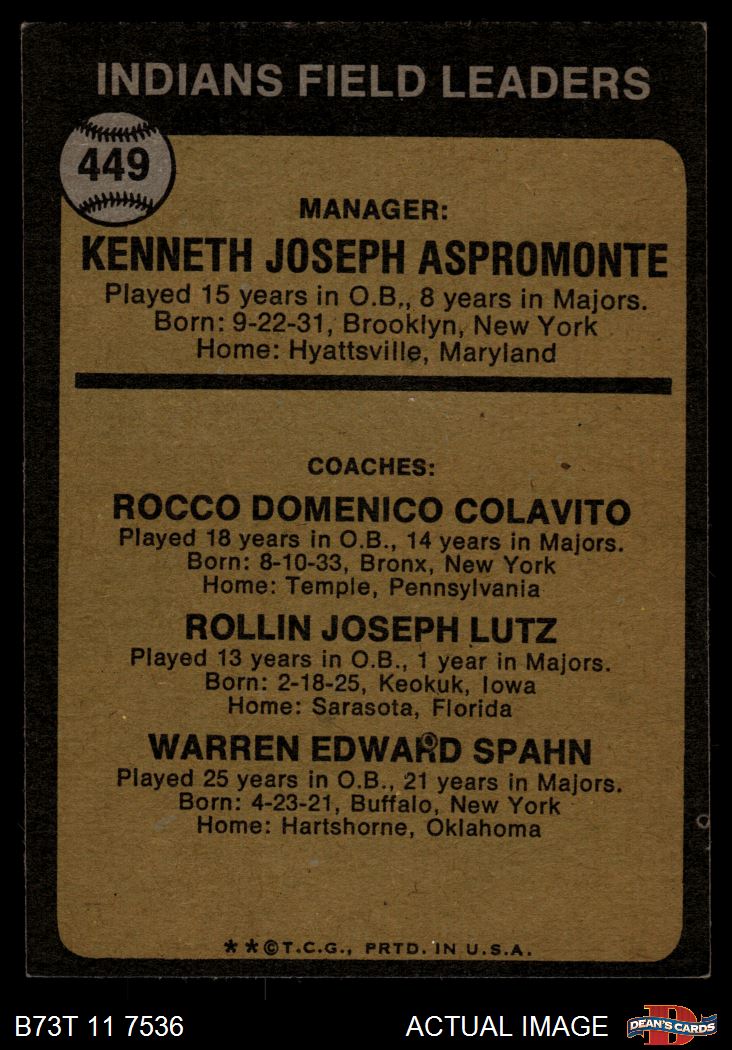 INDIANS FIELD LEADERS
449
MANAGER:
KENNETH JOSEPH ASPROMONTE
Played 15 years in O.B., 8 years in Majors.
Born: 9-22-31, Brooklyn, New York
Home: Hyattsville, Maryland
COACHES:
ROCCO DOMENICO COLAVITO
Played 18 years in O.B., 14 years in Majors.
Born: 8-10-33, Bronx, New York
Home: Temple, Pennsylvania
ROLLIN JOSEPH LUTZ
Played 13 years in O.B., 1 year in Majors.
Born: 2-18-25, Keokuk, Iowa
Home: Sarasota, Florida
WARREN EDWARD SPAHN
Played 25 years in O.B., 21 years in Majors.
Born: 4-23-21, Buffalo, New York
Home: Hartshorne, Oklahoma
**©T.C.G., PRTD. IN U.S.A.
B73T 11 7536
ACTUAL IMAGE
D
DEAN'S CARDS